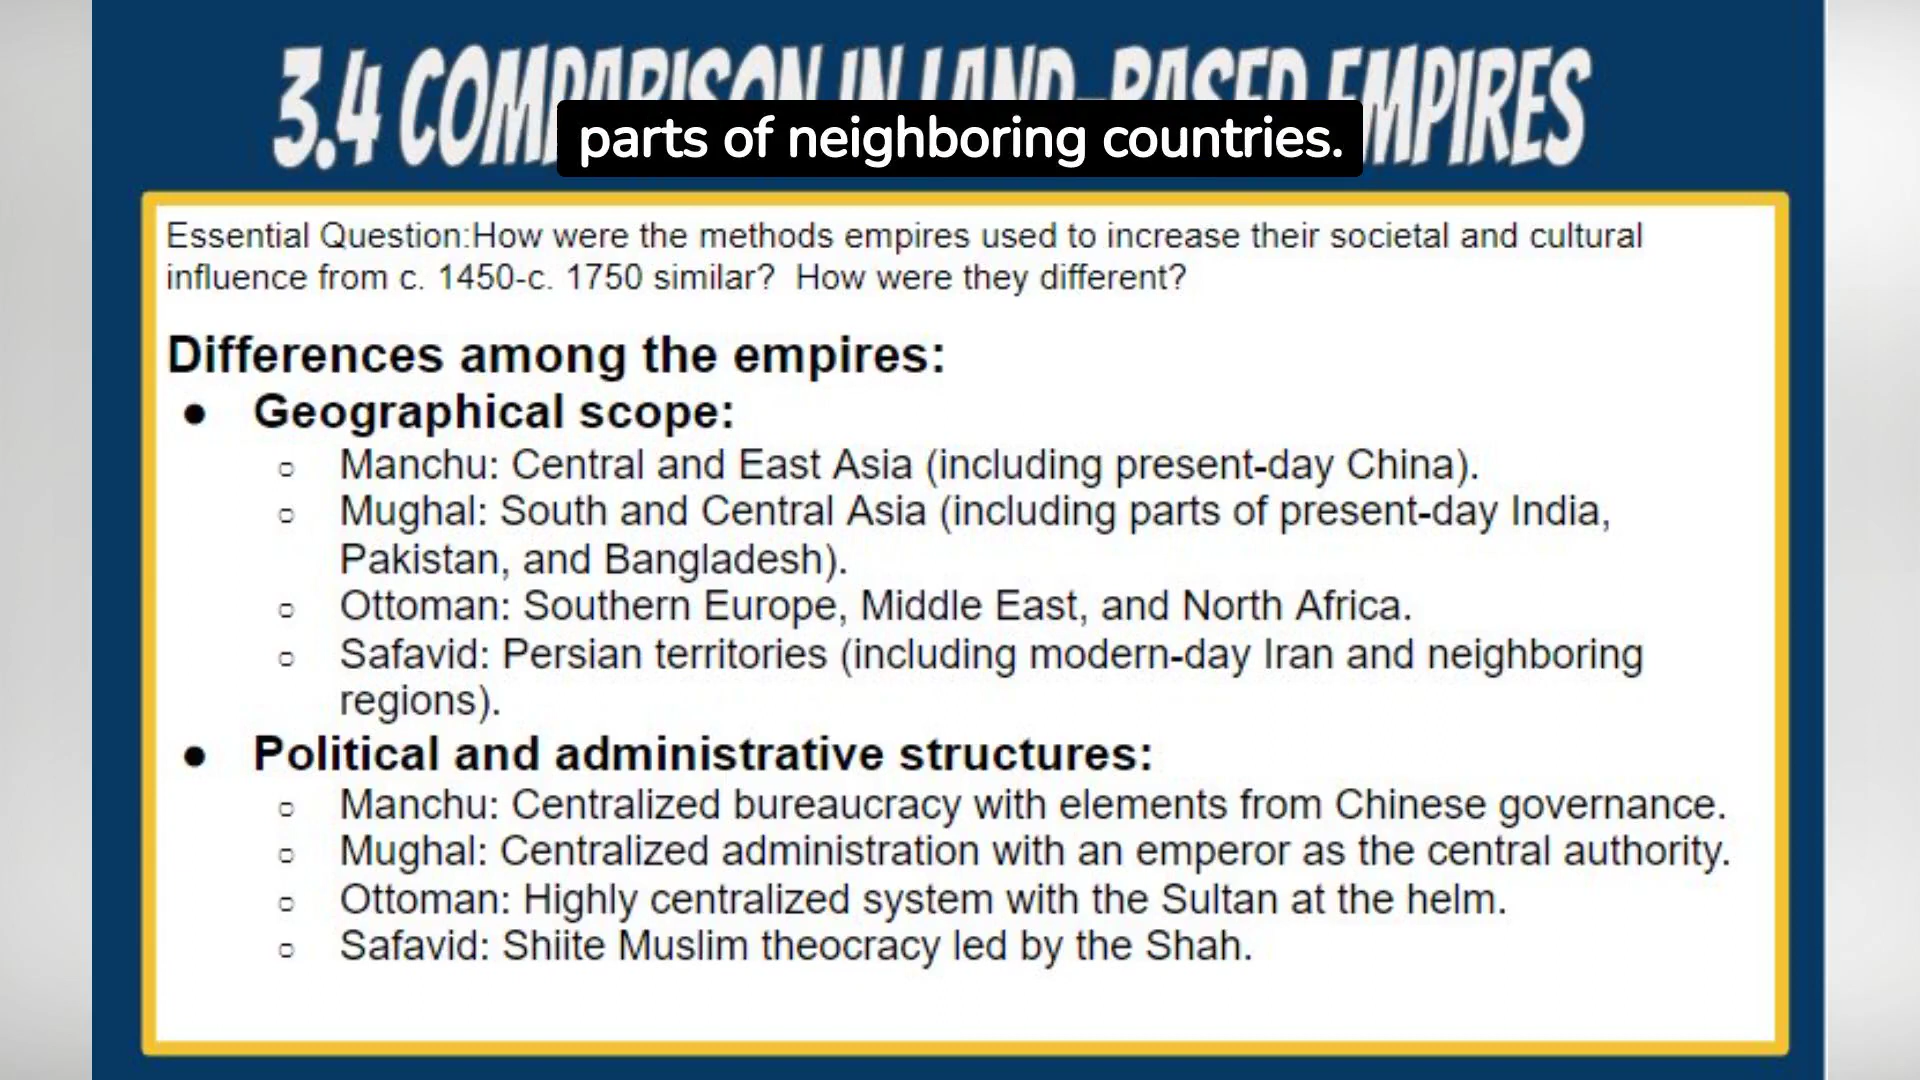 3.4 COMPARISON IN LAND-BASED EMPIRES
parts of neighboring countries.
Essential Question:How were the methods empires used to increase their societal and cultural
influence from c. 1450-c. 1750 similar? How were they different?
Differences among the empires:
● Geographical scope:
○ Manchu: Central and East Asia (including present-day China).
○ Mughal: South and Central Asia (including parts of present-day India,
Pakistan, and Bangladesh).
○ Ottoman: Southern Europe, Middle East, and North Africa.
○ Safavid: Persian territories (including modern-day Iran and neighboring
regions).
● Political and administrative structures:
○ Manchu: Centralized bureaucracy with elements from Chinese governance.
○ Mughal: Centralized administration with an emperor as the central authority.
○ Ottoman: Highly centralized system with the Sultan at the helm.
○ Safavid: Shiite Muslim theocracy led by the Shah.